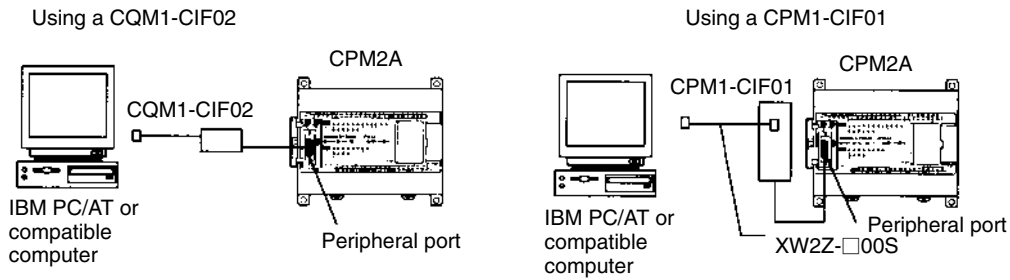 Using a CQM1-CIF02
CPM2A
CQM1-CIF02
IBM PC/AT or
compatible
computer
Peripheral port
Using a CPM1-CIF01
CPM2A
CPM1-CIF01
IBM PC/AT or
compatible
computer
Peripheral port
XW2Z-□00S